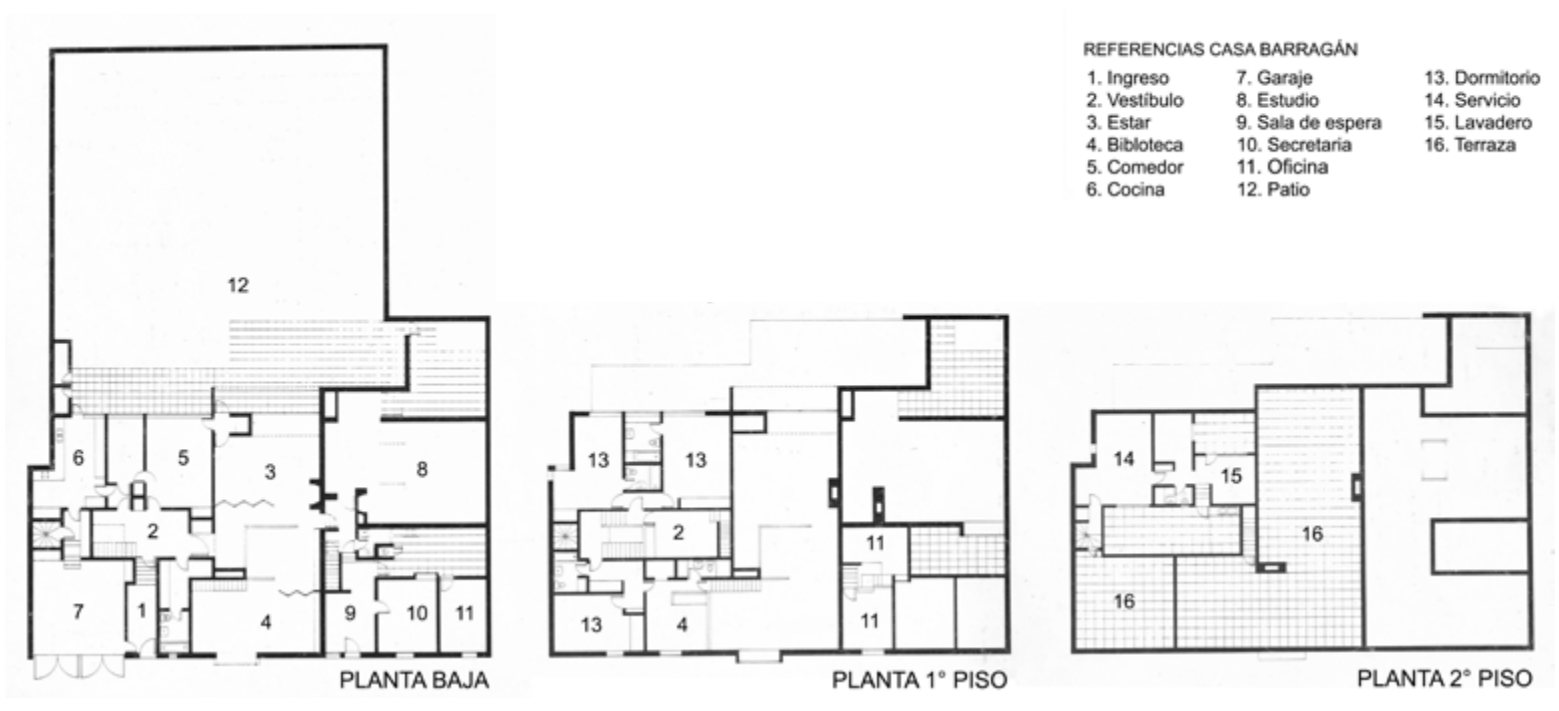 REFERENCIAS CASA BARRAGÁN
1. Ingreso
2. Vestíbulo
3. Estar
4. Bibloteca
5. Comedor
6. Cocina
7. Garaje
8. Estudio
9. Sala de espera
10. Secretaria
11. Oficina
12. Patio
13. Dormitorio
14. Servicio
15. Lavadero
16. Terraza
12
6
5
3
8
2
7
1
4
9
10
11
PLANTA BAJA
13
13
2
11
13
4
11
PLANTA 1° PISO
14
15
16
16
PLANTA 2° PISO